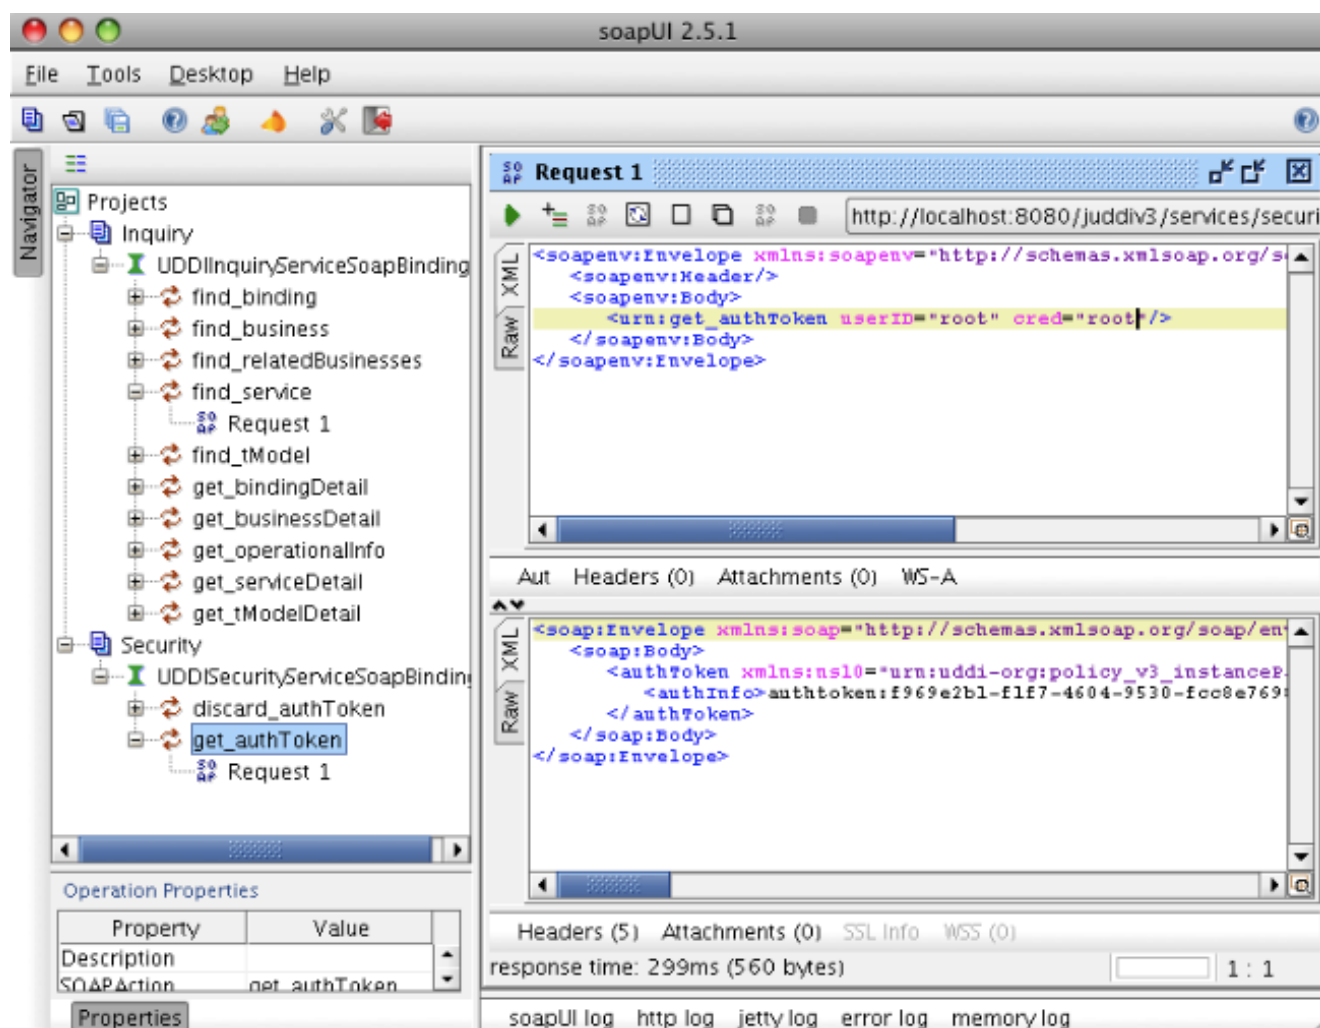 soapUI 2.5.1
File Tools Desktop Help
Navigator
Projects
Inquiry
UDDIInquiryServiceSoapBinding
find_binding
find_business
find_relatedBusinesses
find_service
Request 1
find_tModel
get_bindingDetail
get_businessDetail
get_operationalInfo
get_serviceDetail
get_tModelDetail
Security
UDDISecurityServiceSoapBinding
discard_authToken
get_authToken
Request 1
Operation Properties
Property Value
Description
SOAPAction get_authToken
Properties
Request 1
http://localhost:8080/juddiv3/services/securi
XML
Raw
<soapenv:Envelope xmlns:soapenv="http://schemas.xmlsoap.org/s
<soapenv:Header/>
<soapenv:Body>
<urn:get_authToken userID="root" cred="root"/>
</soapenv:Body>
</soapenv:Envelope>
Aut Headers (0) Attachments (0) WS-A
XML
Raw
<soap:Envelope xmlns:soap="http://schemas.xmlsoap.org/soap/en
<soap:Body>
<authToken xmlns:ns10="urn:uddi-org:policy_v3_instanceP
<authInfo>authtoken:f969e2b1-f1f7-4604-9530-fcc8e769
</authToken>
</soap:Body>
</soap:Envelope>
Headers (5) Attachments (0) SSL Info WSS (0)
response time: 299ms (560 bytes)
1 : 1
soapUI log http log jetty log error log memory log